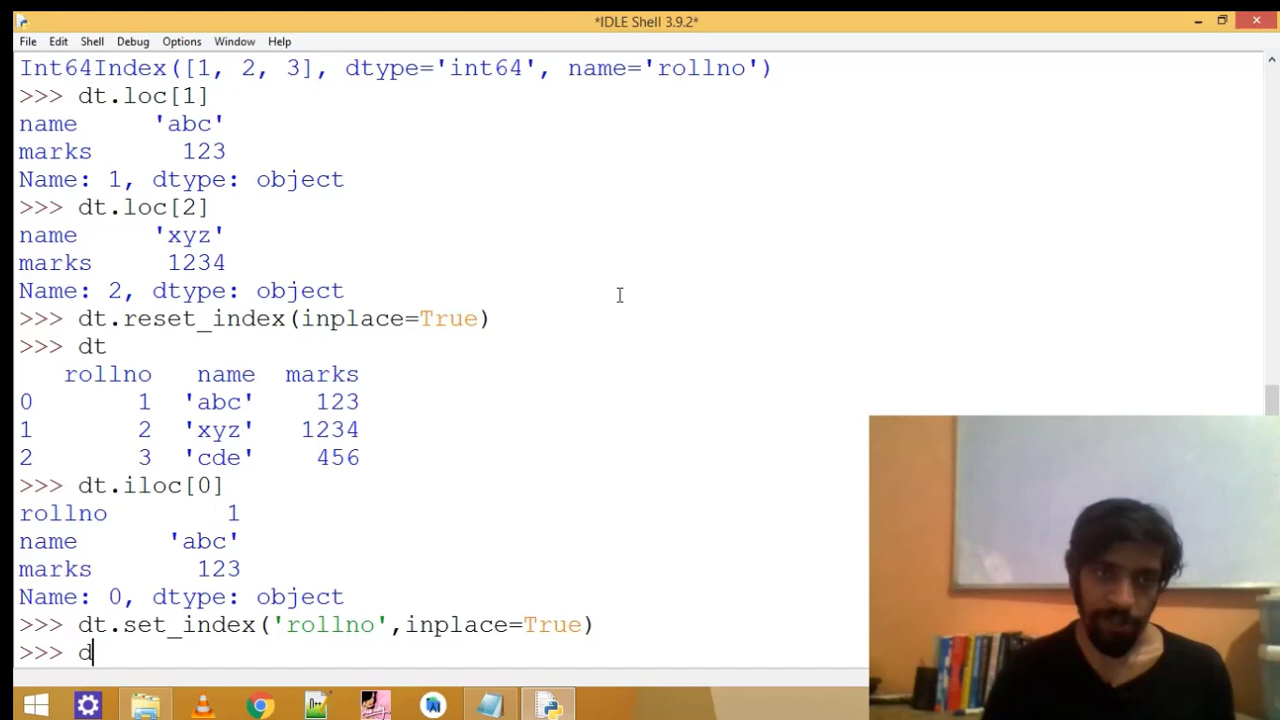 *IDLE Shell 3.9.2*
File Edit Shell Debug Options Window Help
Int64Index([1, 2, 3], dtype='int64', name='rollno')
>>> dt.loc[1]
name     'abc'
marks      123
Name: 1, dtype: object
>>> dt.loc[2]
name     'xyz'
marks     1234
Name: 2, dtype: object
>>> dt.reset_index(inplace=True)
>>> dt
   rollno   name  marks
0       1  'abc'    123
1       2  'xyz'   1234
2       3  'cde'    456
>>> dt.iloc[0]
rollno        1
name      'abc'
marks       123
Name: 0, dtype: object
>>> dt.set_index('rollno',inplace=True)
>>> d